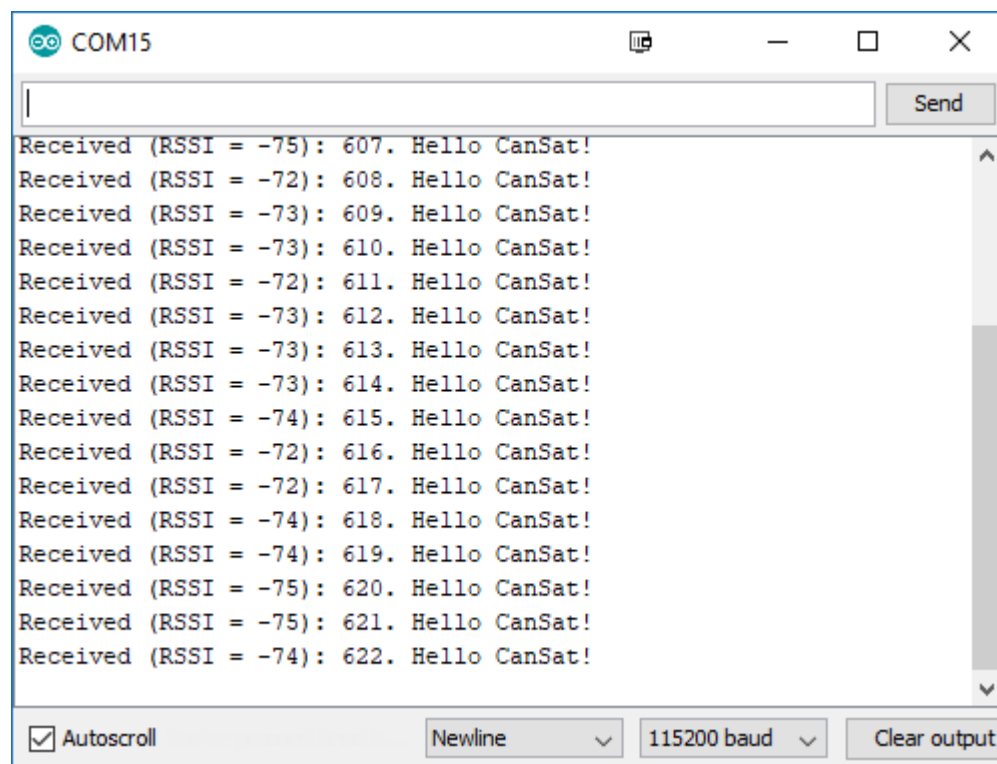 COM15
Send
Received (RSSI = -75): 607. Hello CanSat!
Received (RSSI = -72): 608. Hello CanSat!
Received (RSSI = -73): 609. Hello CanSat!
Received (RSSI = -73): 610. Hello CanSat!
Received (RSSI = -72): 611. Hello CanSat!
Received (RSSI = -73): 612. Hello CanSat!
Received (RSSI = -73): 613. Hello CanSat!
Received (RSSI = -73): 614. Hello CanSat!
Received (RSSI = -74): 615. Hello CanSat!
Received (RSSI = -72): 616. Hello CanSat!
Received (RSSI = -72): 617. Hello CanSat!
Received (RSSI = -74): 618. Hello CanSat!
Received (RSSI = -74): 619. Hello CanSat!
Received (RSSI = -75): 620. Hello CanSat!
Received (RSSI = -75): 621. Hello CanSat!
Received (RSSI = -74): 622. Hello CanSat!
Autoscroll Newline 115200 baud Clear output